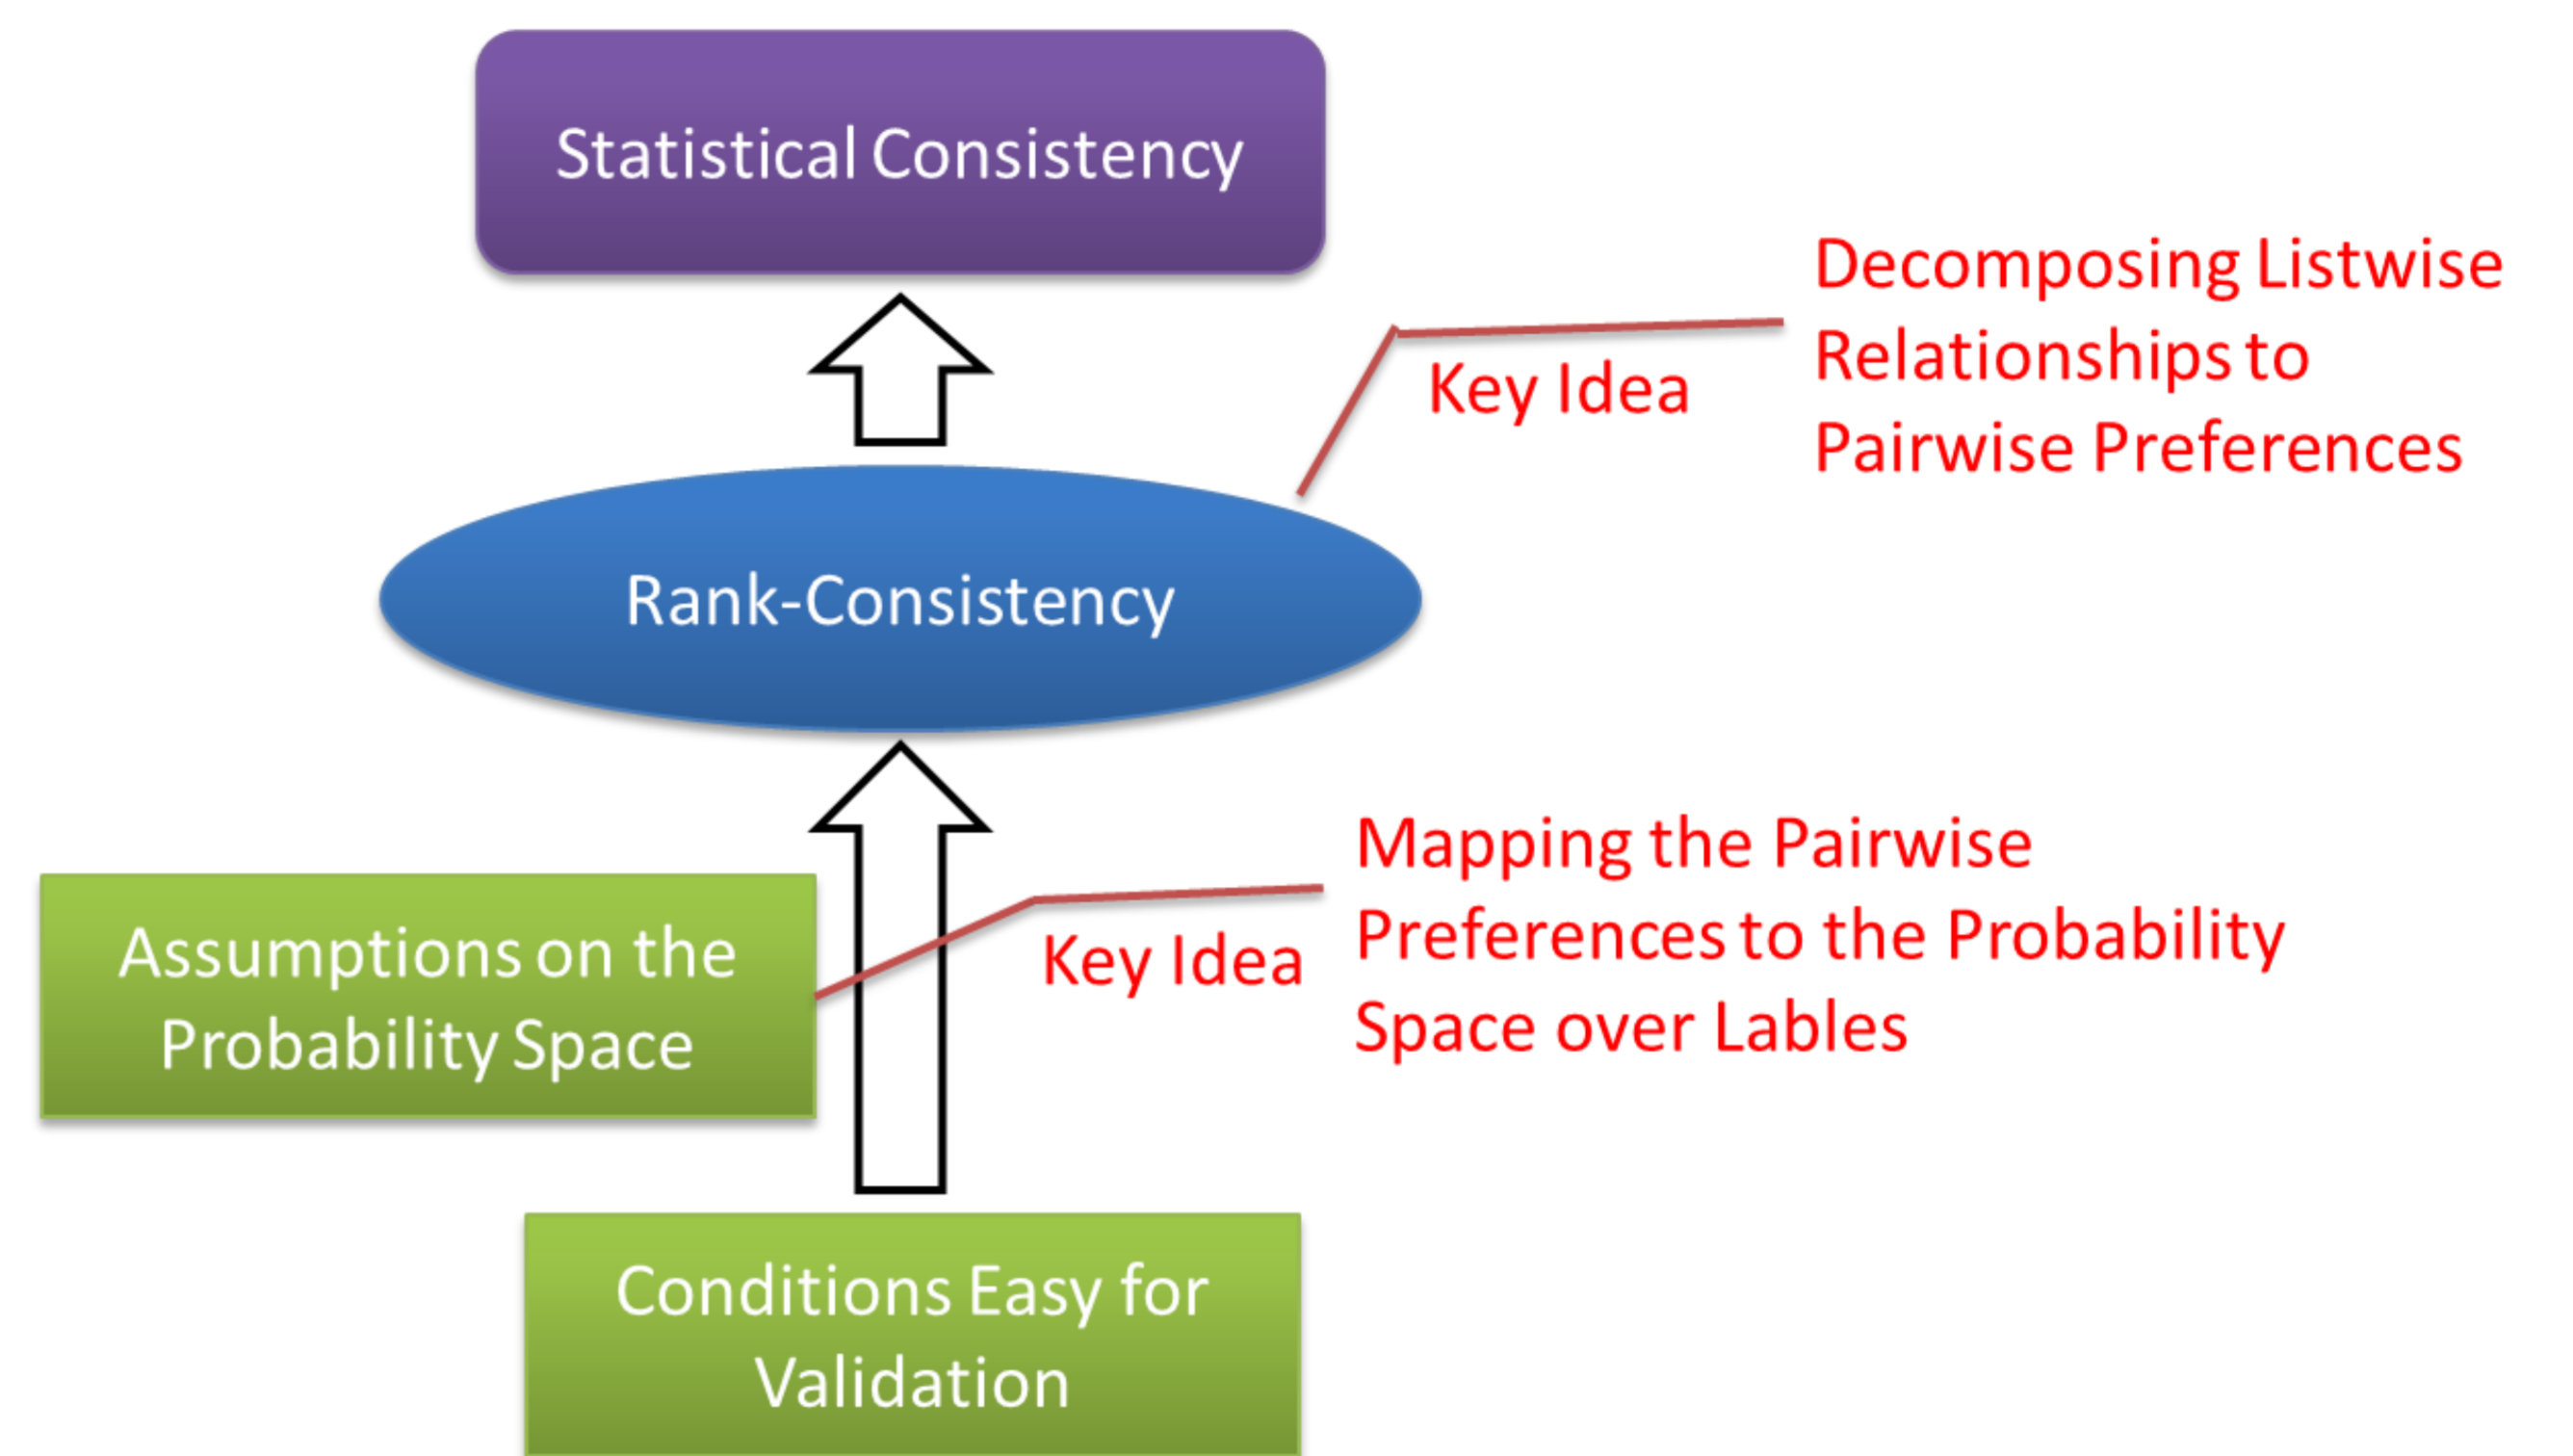 Statistical Consistency
Decomposing Listwise
Relationships to
Pairwise Preferences
Key Idea
Rank-Consistency
Mapping the Pairwise
Preferences to the Probability
Space over Lables
Key Idea
Assumptions on the
Probability Space
Conditions Easy for
Validation